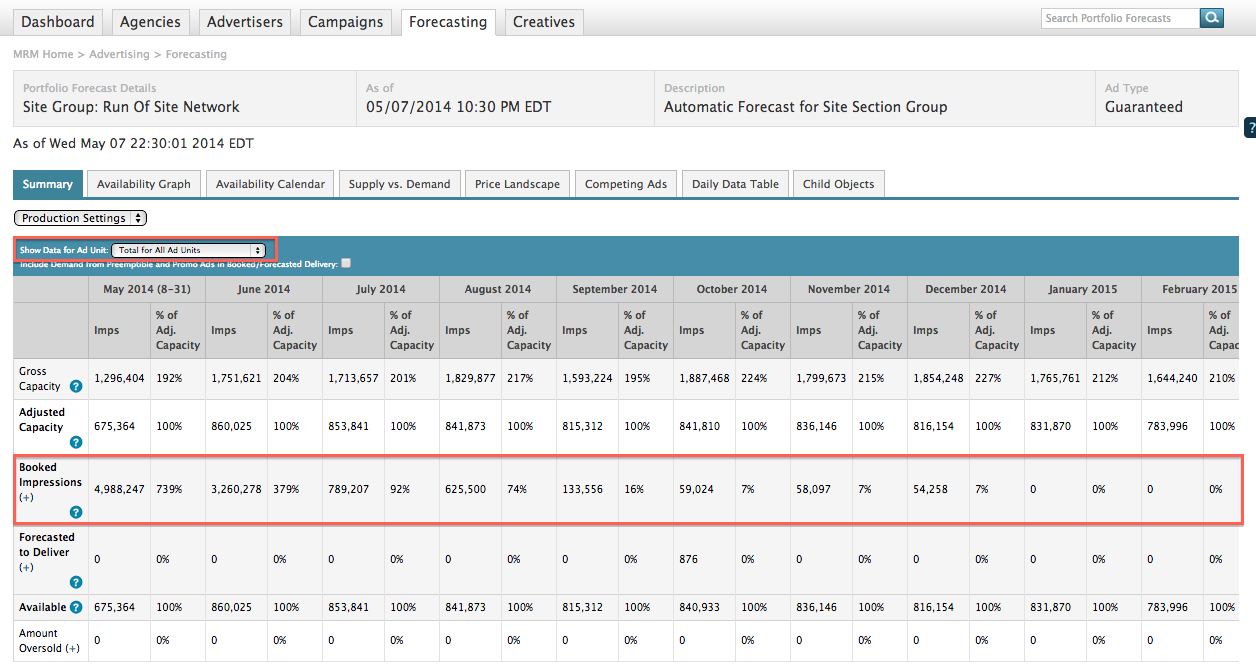 Dashboard Agencies Advertisers Campaigns Forecasting Creatives Search Portfolio Forecasts
MRM Home > Advertising > Forecasting
Portfolio Forecast Details As of Description Ad Type
Site Group: Run Of Site Network 05/07/2014 10:30 PM EDT Automatic Forecast for Site Section Group Guaranteed
?
As of Wed May 07 22:30:01 2014 EDT
Summary Availability Graph Availability Calendar Supply vs. Demand Price Landscape Competing Ads Daily Data Table Child Objects
Production Settings
Show Data for Ad Unit: Total for All Ad Units
Include Demand from Preemptible and Promo Ads in Booked/Forecasted Delivery:
May 2014 (8-31) June 2014 July 2014 August 2014 September 2014 October 2014 November 2014 December 2014 January 2015 February 2015
% of % of % of % of % of % of % of % of % of % of
Imps Adj. Imps Adj. Imps Adj. Imps Adj. Imps Adj. Imps Adj. Imps Adj. Imps Adj. Imps Adj. Imps Adj.
Capacity Capacity Capacity Capacity Capacity Capacity Capacity Capacity Capacity Capac
Gross
Capacity ? 1,296,404 192% 1,751,621 204% 1,713,657 201% 1,829,877 217% 1,593,224 195% 1,887,468 224% 1,799,673 215% 1,854,248 227% 1,765,761 212% 1,644,240 210%
Adjusted
Capacity 675,364 100% 860,025 100% 853,841 100% 841,873 100% 815,312 100% 841,810 100% 836,146 100% 816,154 100% 831,870 100% 783,996 100%
?
Booked
Impressions 4,988,247 739% 3,260,278 379% 789,207 92% 625,500 74% 133,556 16% 59,024 7% 58,097 7% 54,258 7% 0 0% 0 0%
(+)
?
Forecasted
to Deliver 0 0% 0 0% 0 0% 0 0% 0 0% 876 0% 0 0% 0 0% 0 0% 0 0%
(+)
?
Available ? 675,364 100% 860,025 100% 853,841 100% 841,873 100% 815,312 100% 840,933 100% 836,146 100% 816,154 100% 831,870 100% 783,996 100%
Amount
Oversold (+) 0 0% 0 0% 0 0% 0 0% 0 0% 0 0% 0 0% 0 0% 0 0% 0 0%